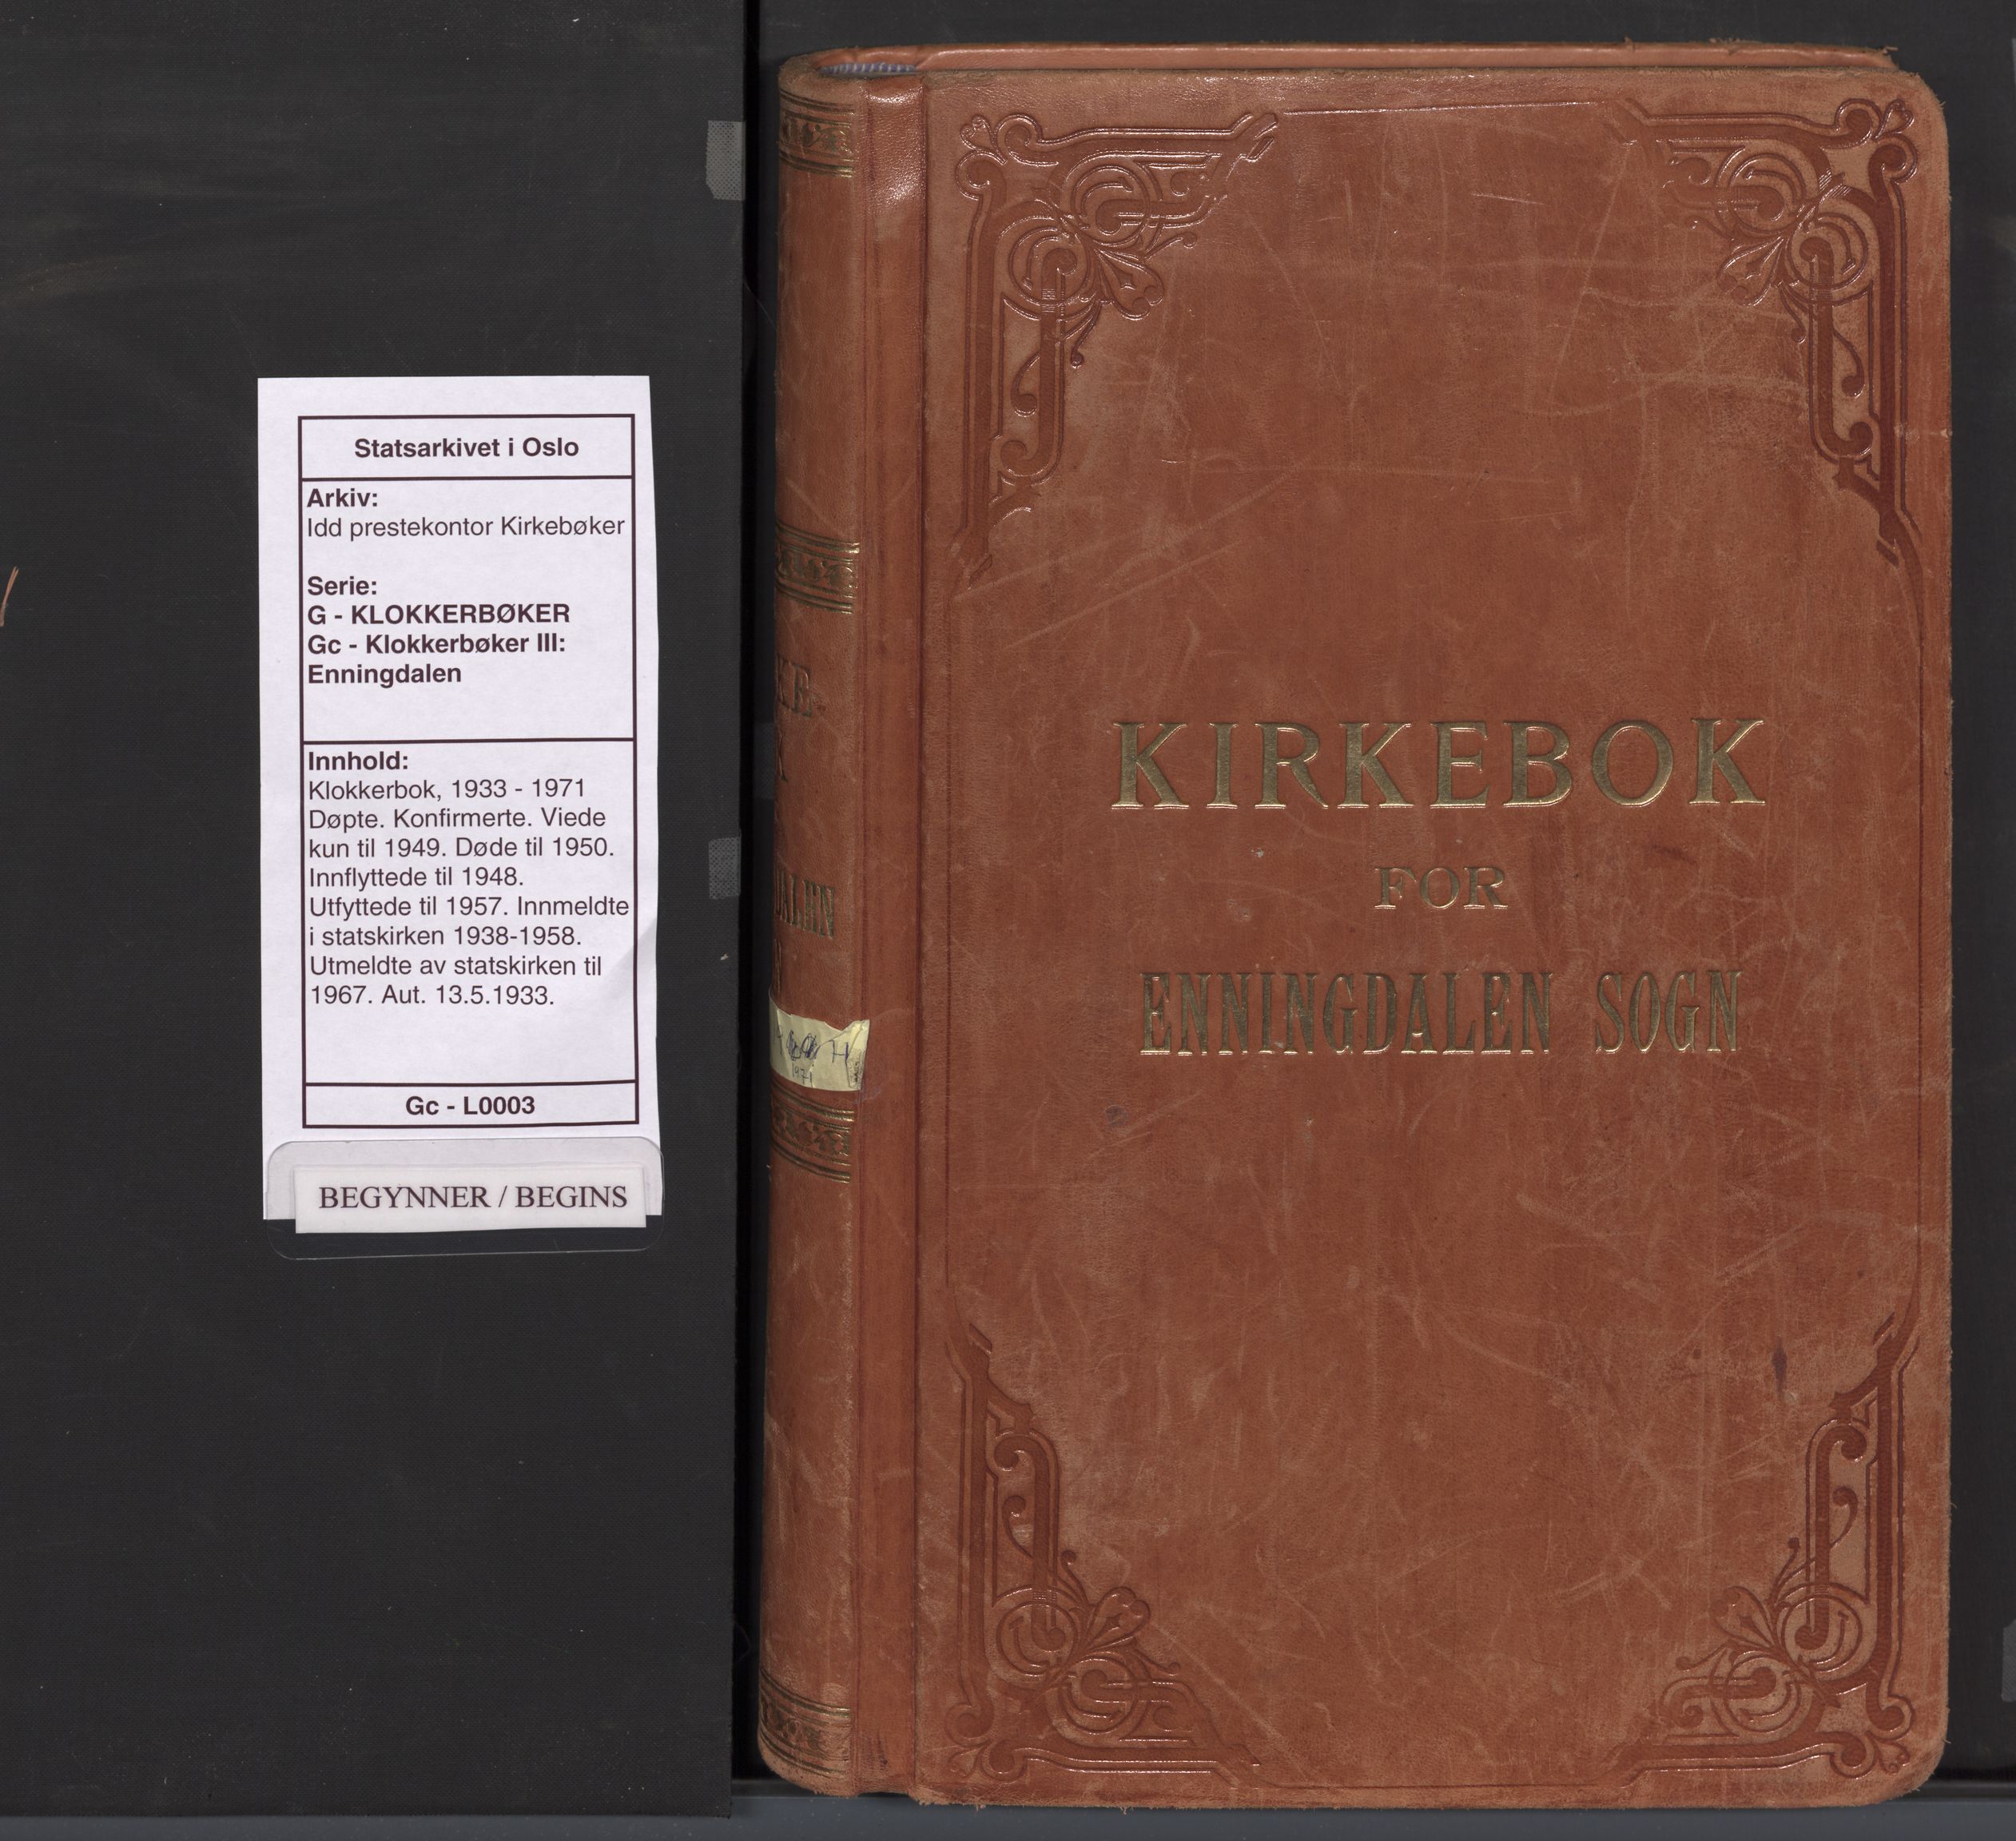 Statsarkivet i Oslo
Arkiv:
Idd prestekontor Kirkebøker
Serie:
G - KLOKKERBØKER
Gc - Klokkerbøker III:
Enningdalen
Innhold:
Klokkerbok, 1933 - 1971
Døpte. Konfirmerte. Viede
kun til 1949. Døde til 1950.
Innflyttede til 1948.
Utfyttede til 1957. Innmeldte
i statskirken 1938-1958.
Utmeldte av statskirken til
1967. Aut. 13.5.1933.
Gc - L0003
BEGYNNER / BEGINS
KIRKEBOK
FOR
ENNINGDALEN SOGN
1971